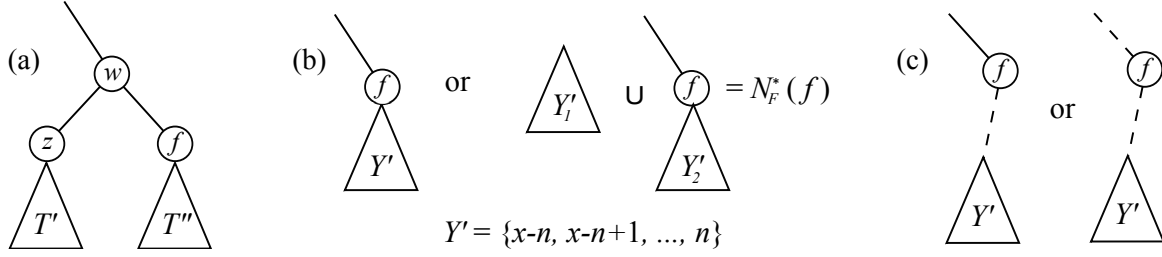 (a)
w
z
f
T'
T"
(b)
f
Y'
or
Y'₁
∪
f
= N*F(f)
Y'₂
Y' = {x-n, x-n+1, ..., n}
(c)
f
Y'
or
f
Y'